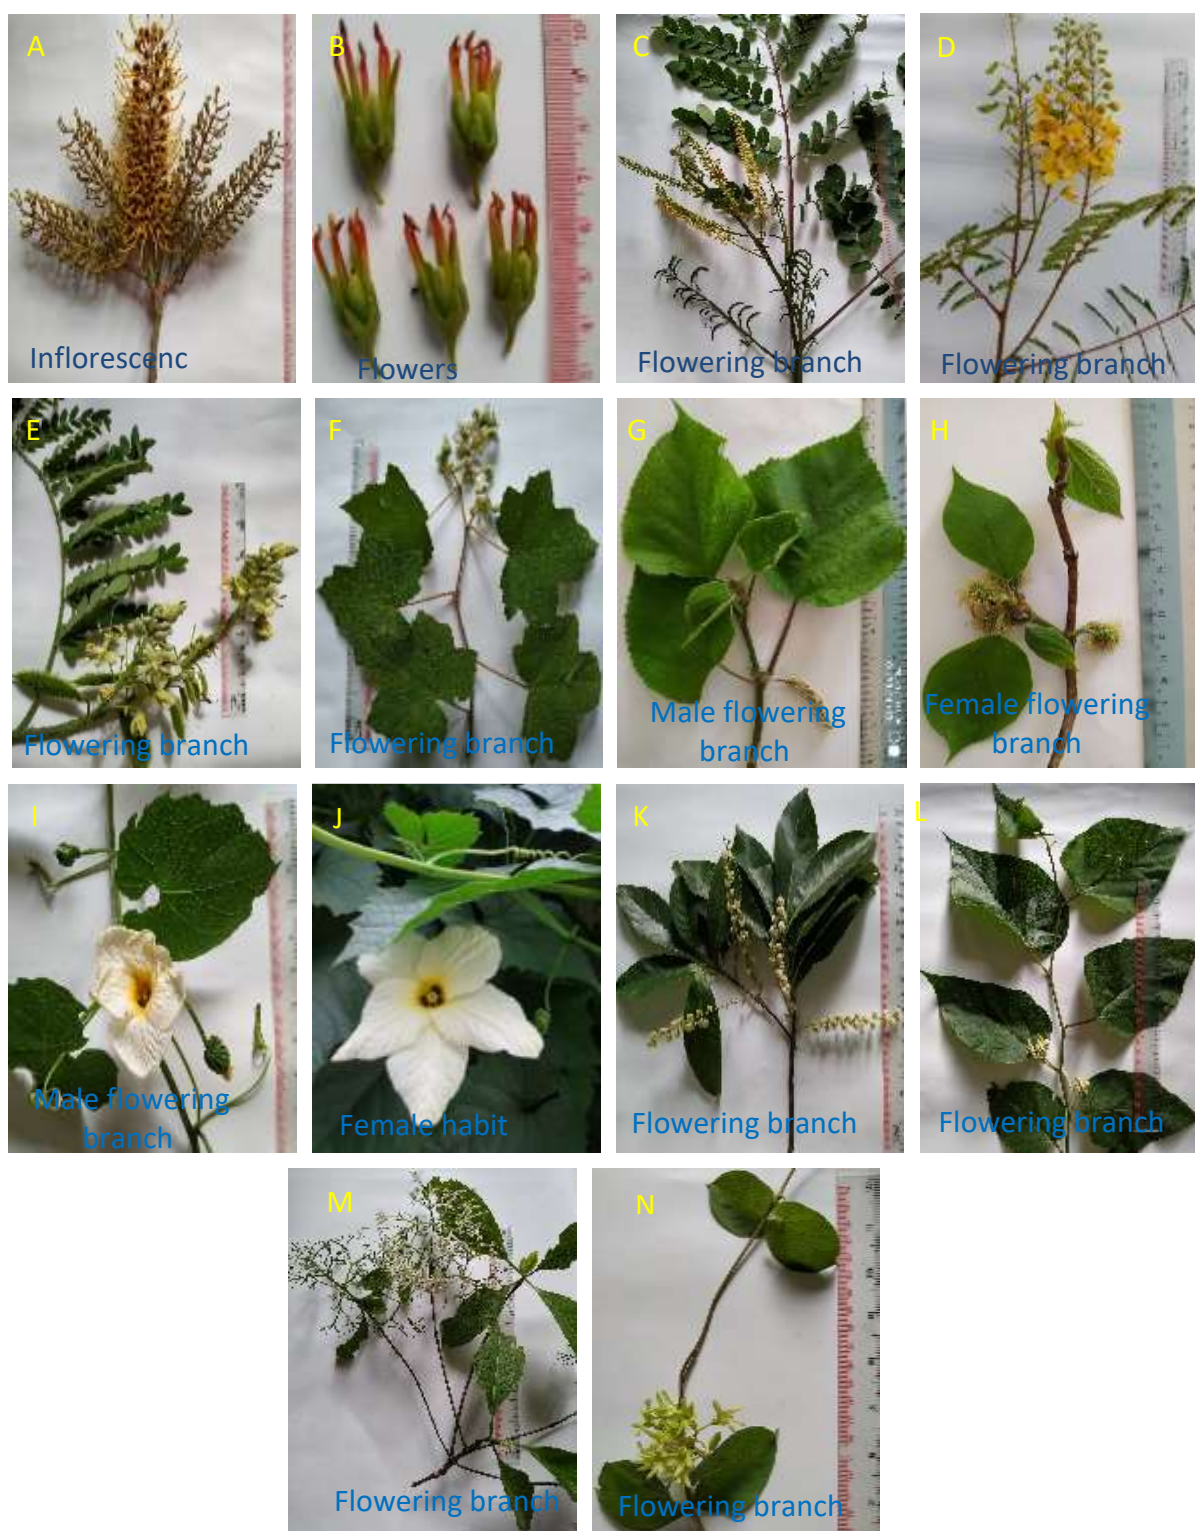 A
Inflorescenc
B
Flowers
C
Flowering branch
D
Flowering branch
E
Flowering branch
F
Flowering branch
G
Male flowering
branch
H
Female flowering
branch
I
Male flowering
branch
J
Female habit
K
Flowering branch
L
Flowering branch
M
Flowering branch
N
Flowering branch